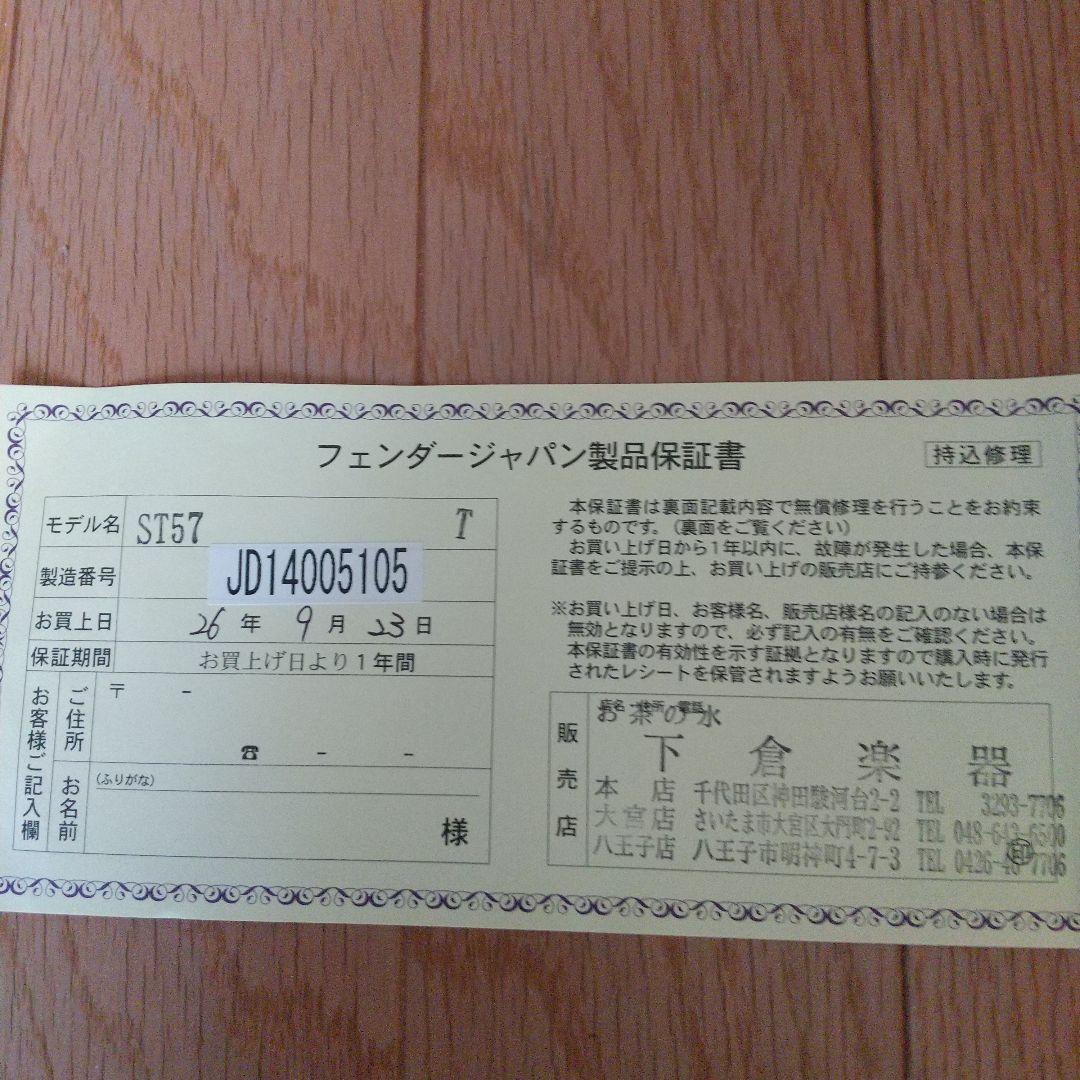 フェンダージャパン製品保証書
持込修理
モデル名 ST57 T
製造番号 JD14005105
お買上日 26年 9月 23日
保証期間 お買上げ日より1年間
お客様ご記入欄
ご住所 〒 -
☎ - -
お名前 (ふりがな)
様
本保証書は裏面記載内容で無償修理を行うことをお約束
するものです。(裏面をご覧ください)
お買い上げ日から1年以内に、故障が発生した場合、本保
証書をご提示の上、お買い上げの販売店にご持参ください。
※お買い上げ日、お客様名、販売店様名の記入のない場合は
無効となりますので、必ず記入の有無をご確認ください。
本保証書の有効性を示す証拠となりますので購入時に発行
されたレシートを保管されますようお願いいたします。
販売店
店名・住所・電話
お茶の水
下倉楽器
本店 千代田区神田駿河台2-2 TEL 3293-7706
大宮店 さいたま市大宮区大門町2-92 TEL 048-643-6500
八王子店 八王子市明神町4-7-3 TEL 0426-46-7706
印